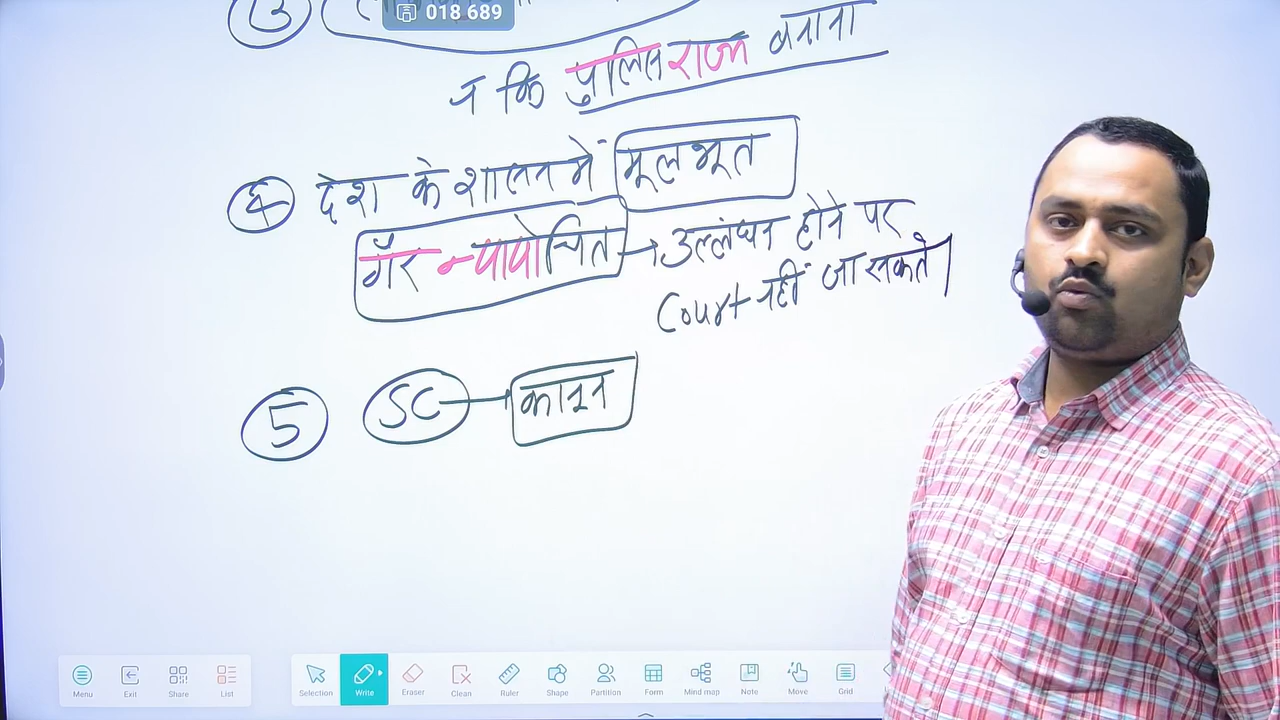 018 689
3
न कि पुलिस राज्य बनाना
4 देश के शासन में मूलभूत
गैर - न्यायोचित → उल्लंघन होने पर
Court नहीं जा सकते।
5 SC → कानून
Menu Exit Share List Selection Write Eraser Clean Ruler Shape Partition Form Mind map Note Move Grid